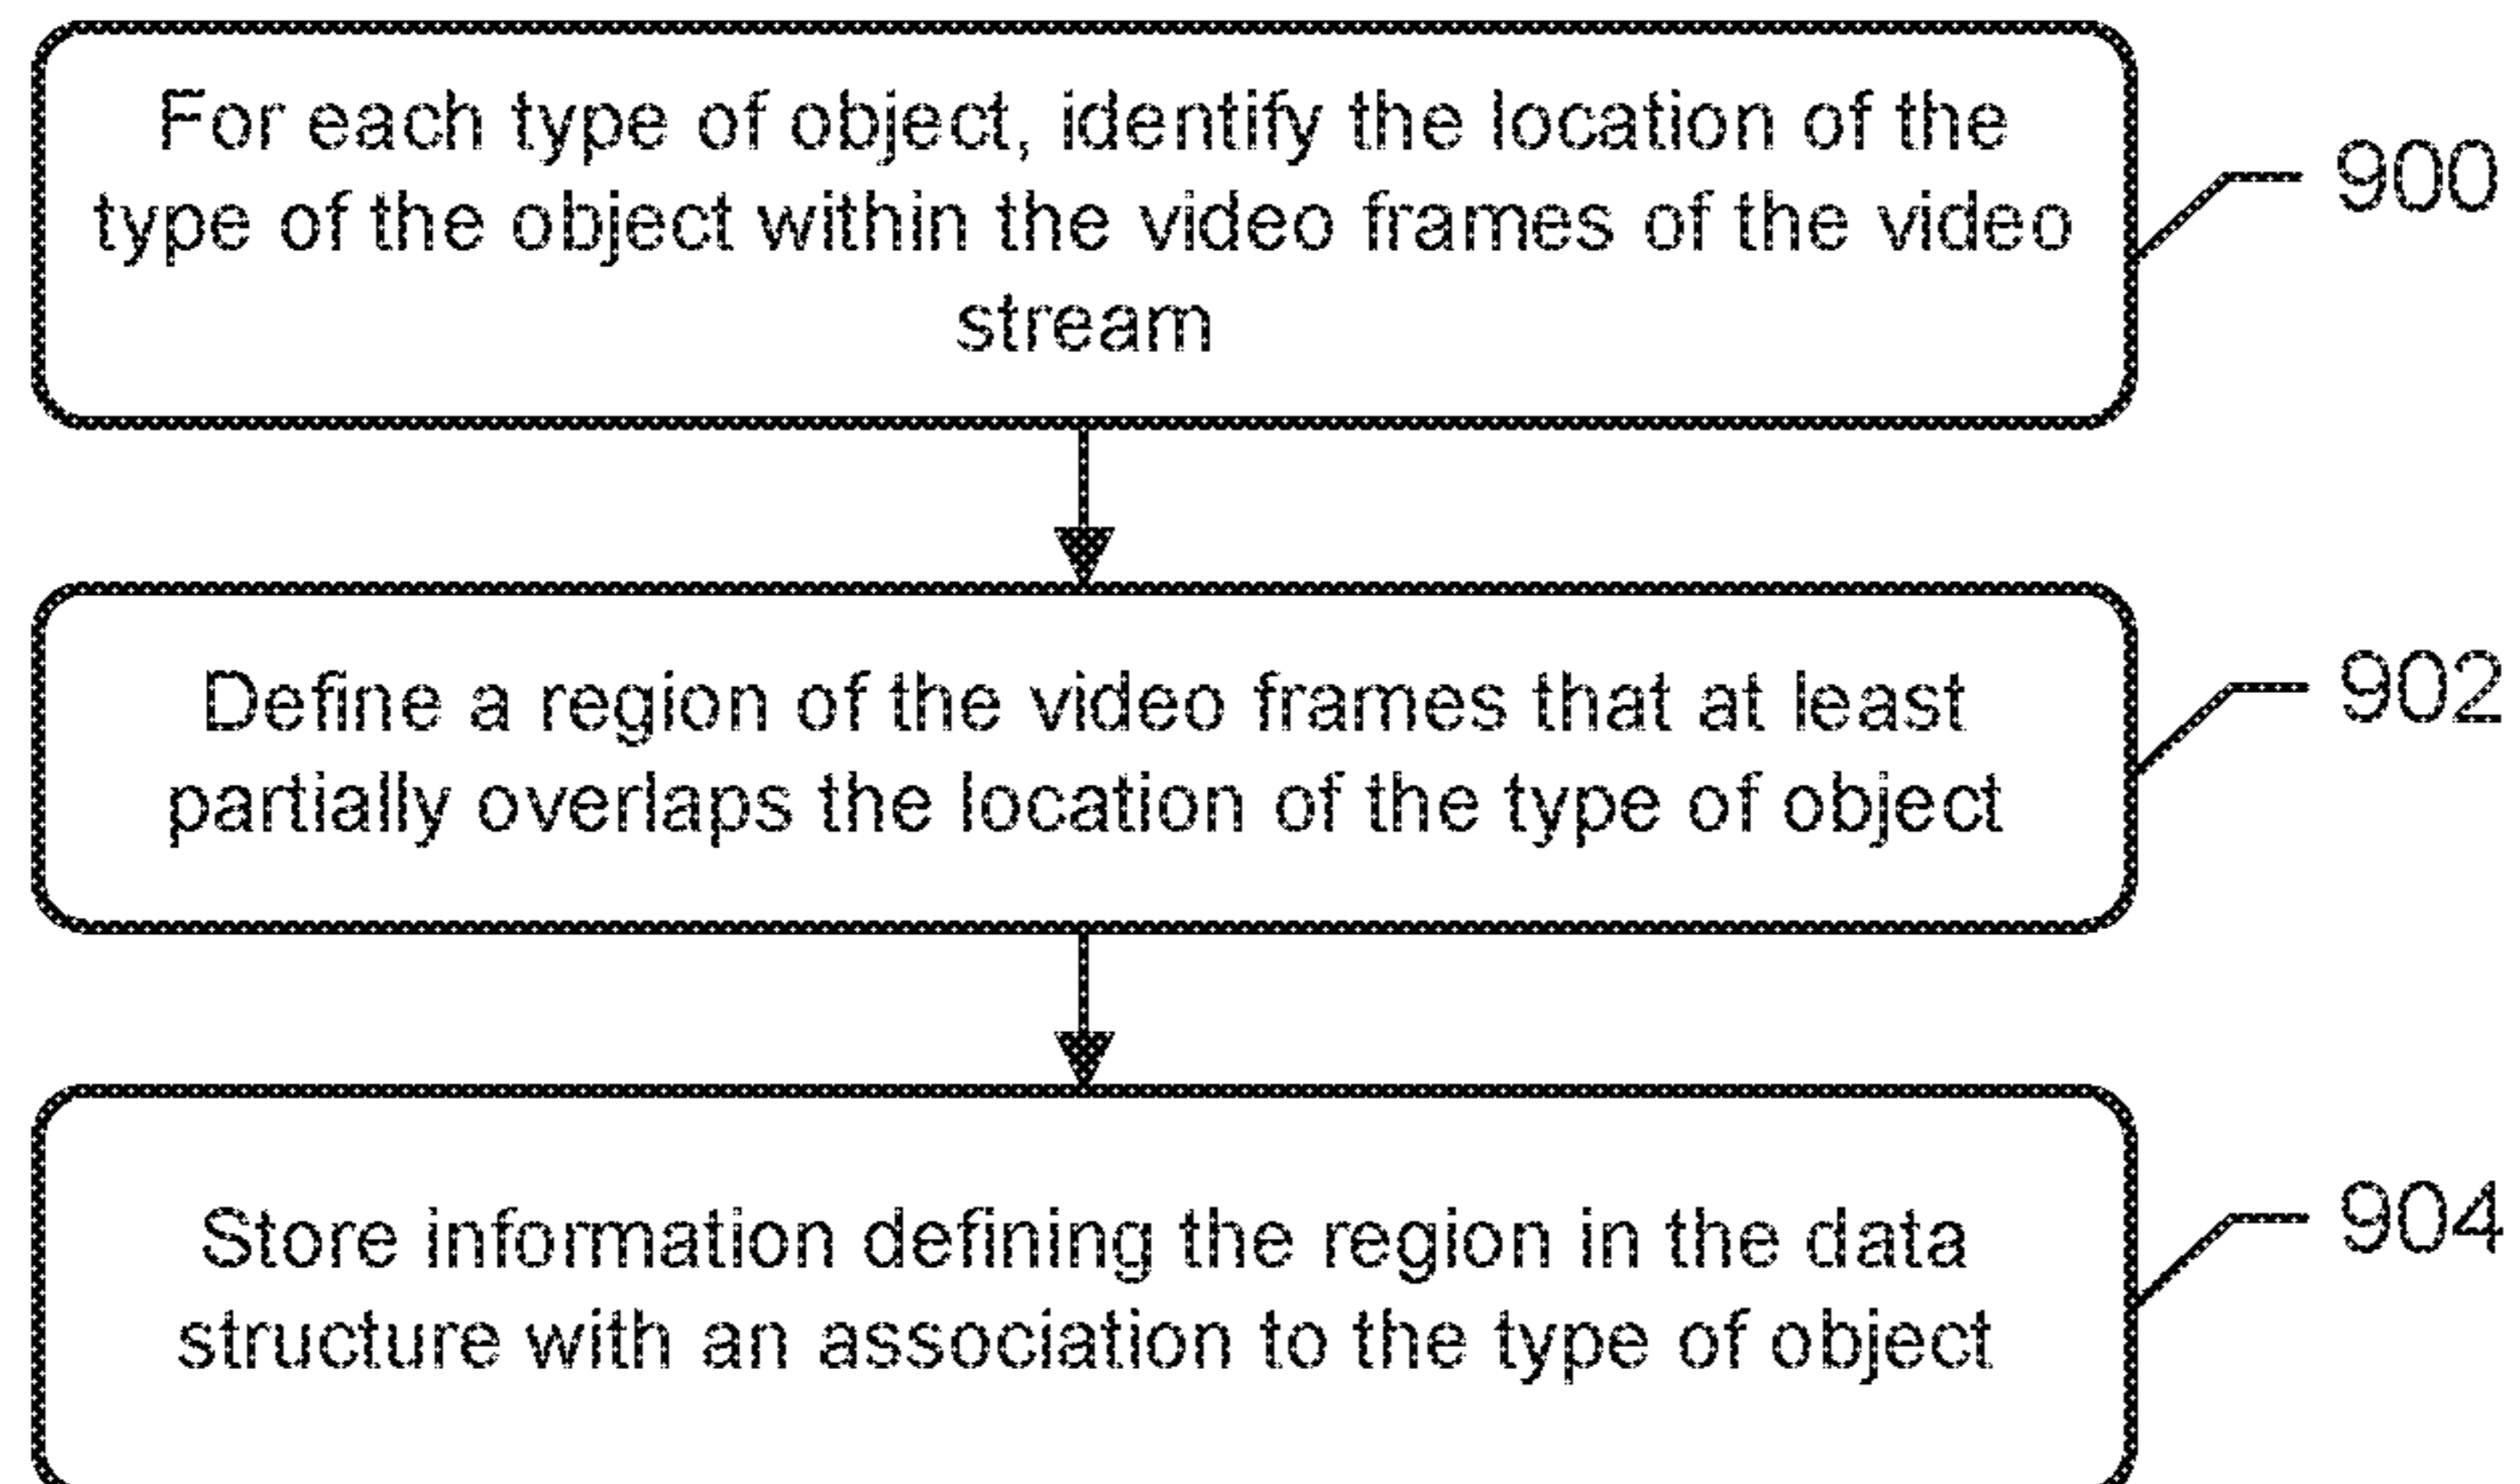 For each type of object, identify the location of the
type of the object within the video frames of the video
stream
900
Define a region of the video frames that at least
partially overlaps the location of the type of object
902
Store information defining the region in the data
structure with an association to the type of object
904